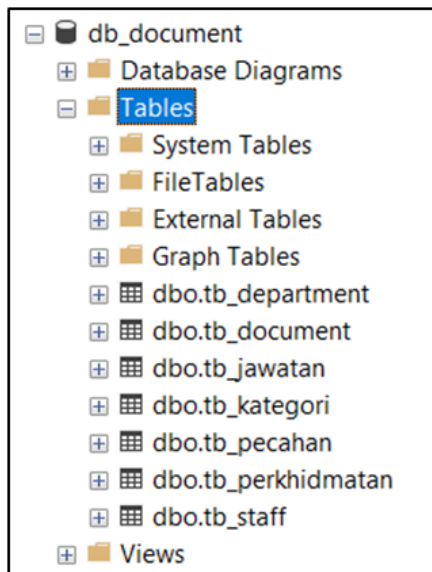 db_document
Database Diagrams
Tables
System Tables
FileTables
External Tables
Graph Tables
dbo.tb_department
dbo.tb_document
dbo.tb_jawatan
dbo.tb_kategori
dbo.tb_pecahan
dbo.tb_perkhidmatan
dbo.tb_staff
Views